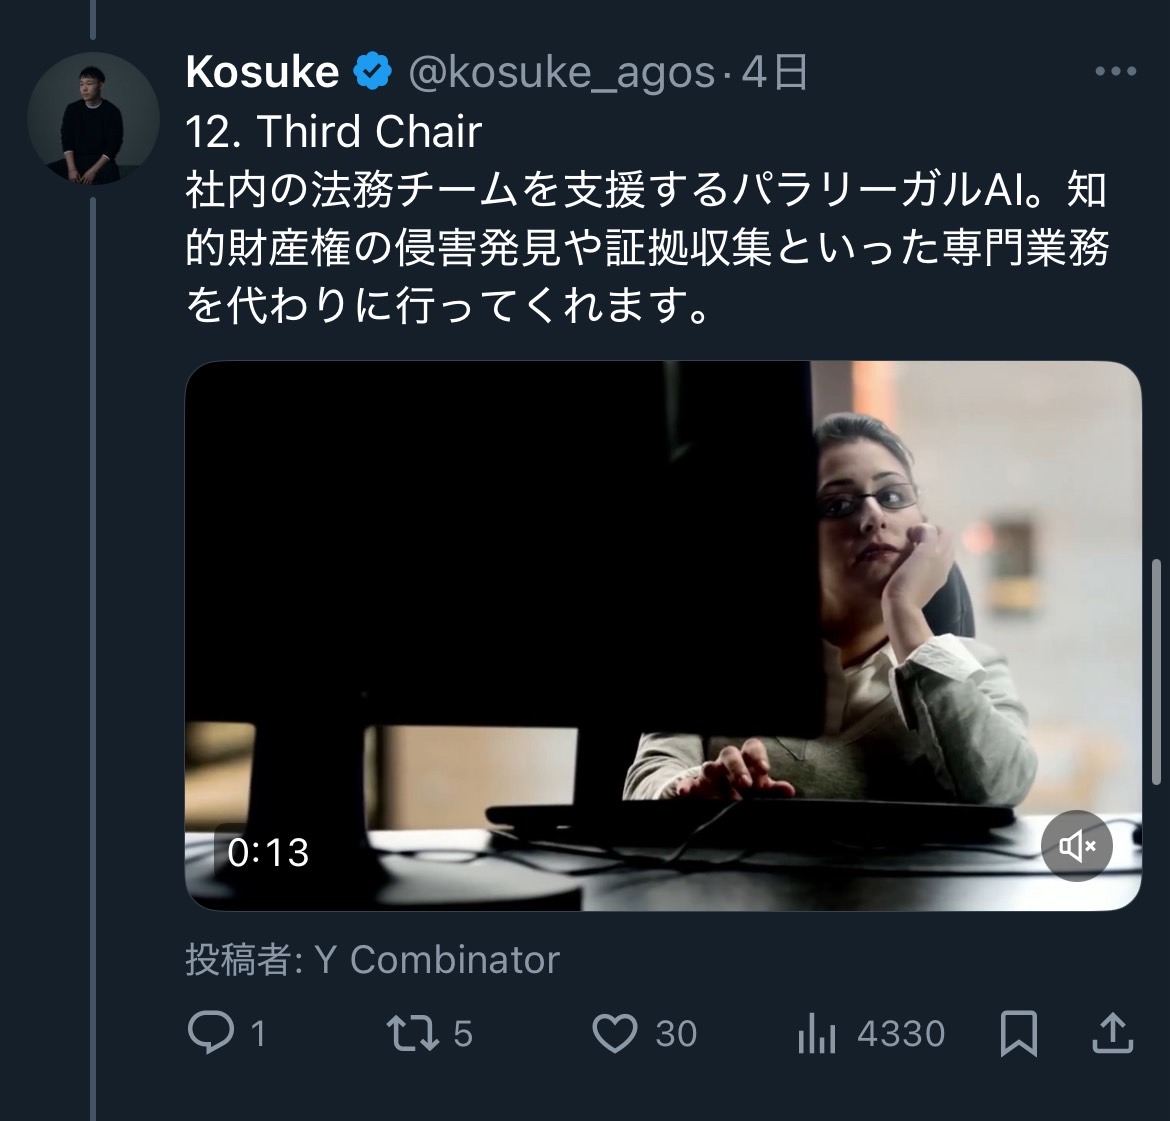 Kosuke @kosuke_agos · 4日
12. Third Chair
社内の法務チームを支援するパラリーガルAI。知
的財産権の侵害発見や証拠収集といった専門業務
を代わりに行ってくれます。
0:13
投稿者: Y Combinator
1 5 30 4330